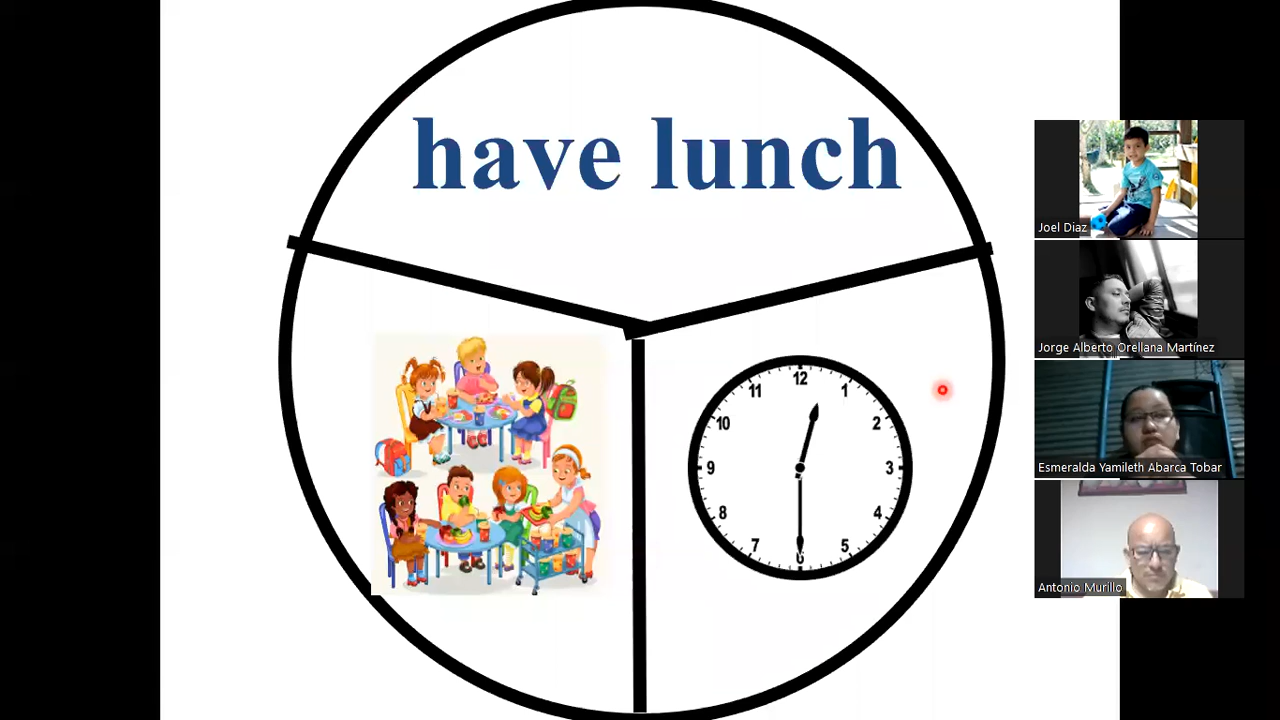 have lunch
12
11
1
10
2
9
3
8
4
7
5
6
Joel Diaz
Jorge Alberto Orellana Martínez
Esmeralda Yamileth Abarca Tobar
Antonio Murillo